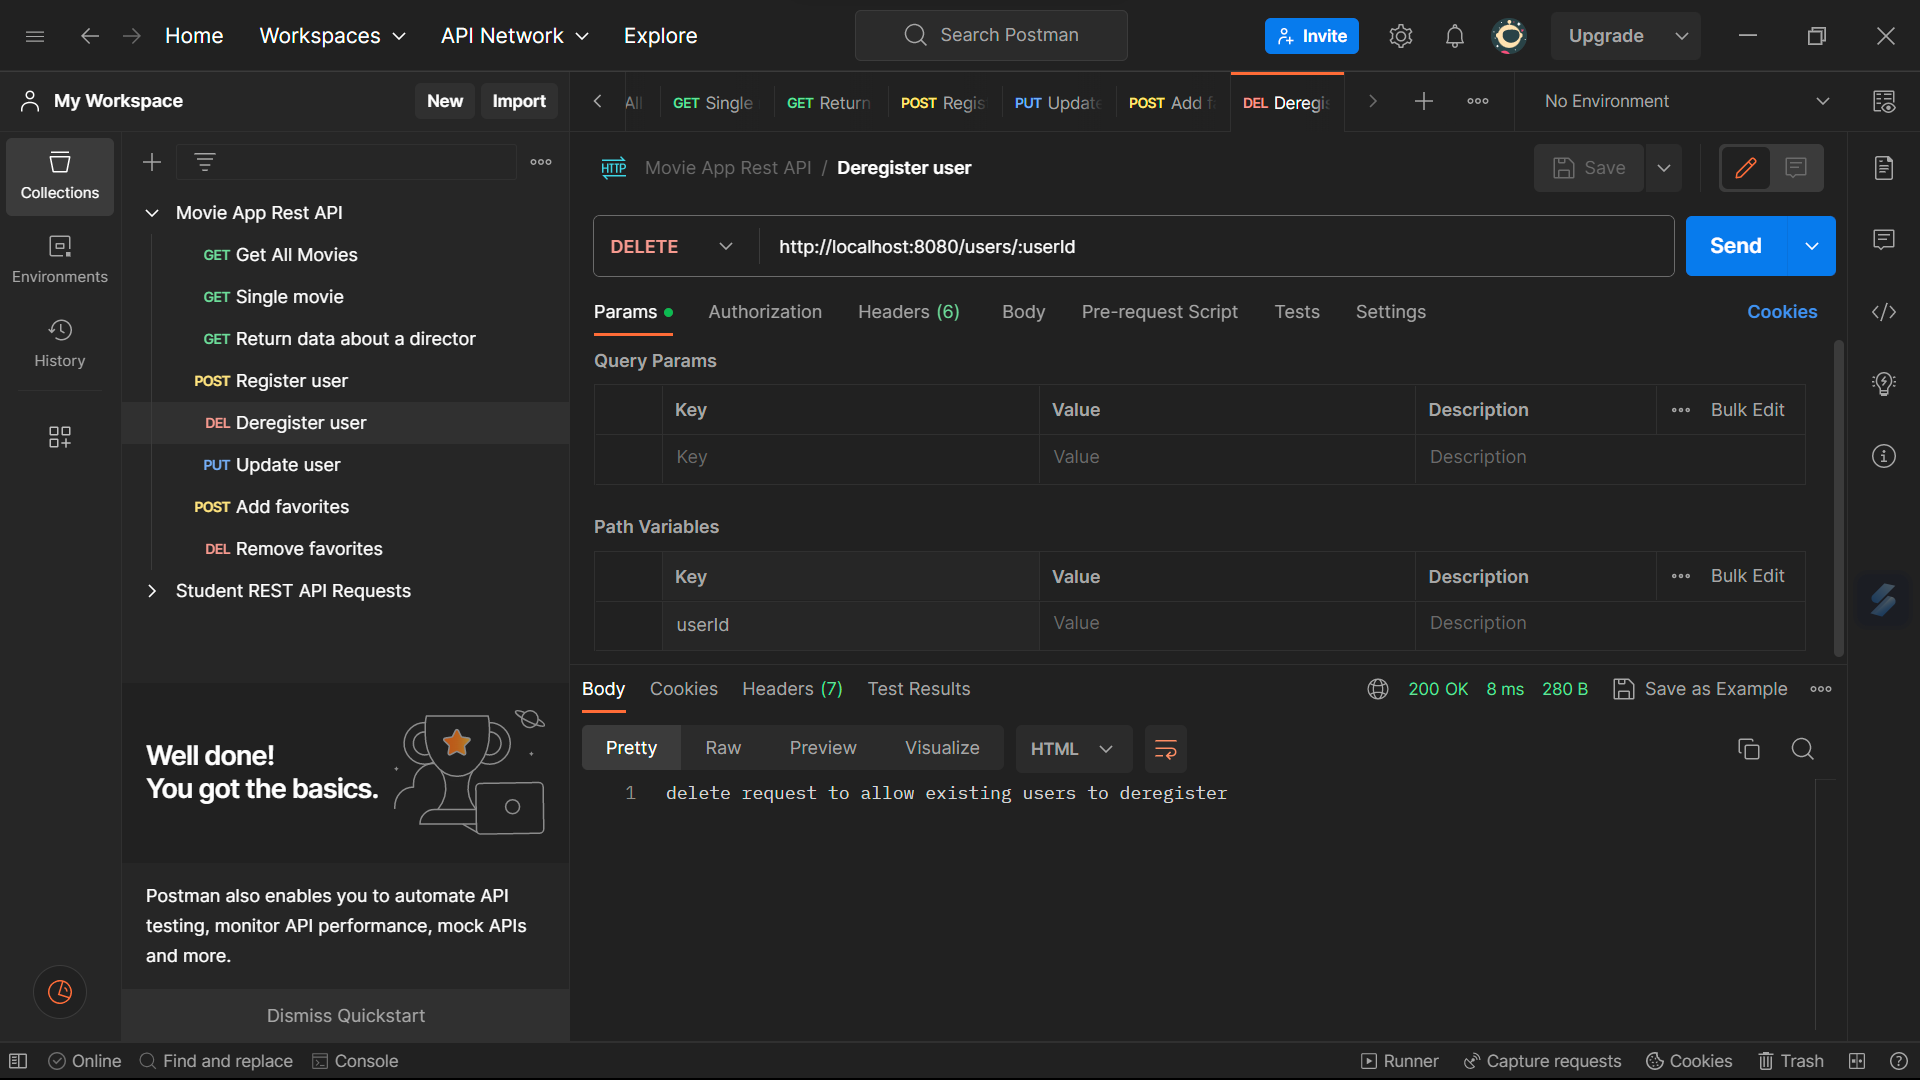 Home
Workspaces
API Network
Explore
Search Postman
Invite
Upgrade
My Workspace
New
Import
All
GET Single
GET Return
POST Regis
PUT Update
POST Add f
DEL Deregis
No Environment
Collections
Environments
History
Movie App Rest API
GET Get All Movies
GET Single movie
GET Return data about a director
POST Register user
DEL Deregister user
PUT Update user
POST Add favorites
DEL Remove favorites
Student REST API Requests
Well done!
You got the basics.
Postman also enables you to automate API
testing, monitor API performance, mock APIs
and more.
Dismiss Quickstart
HTTP
Movie App Rest API / Deregister user
Save
DELETE
http://localhost:8080/users/:userId
Send
Params
Authorization
Headers (6)
Body
Pre-request Script
Tests
Settings
Cookies
Query Params
Key Value Description Bulk Edit
Key Value Description
Path Variables
Key Value Description Bulk Edit
userId Value Description
Body
Cookies
Headers (7)
Test Results
200 OK
8 ms
280 B
Save as Example
Pretty
Raw
Preview
Visualize
HTML
1 delete request to allow existing users to deregister
Online
Find and replace
Console
Runner
Capture requests
Cookies
Trash